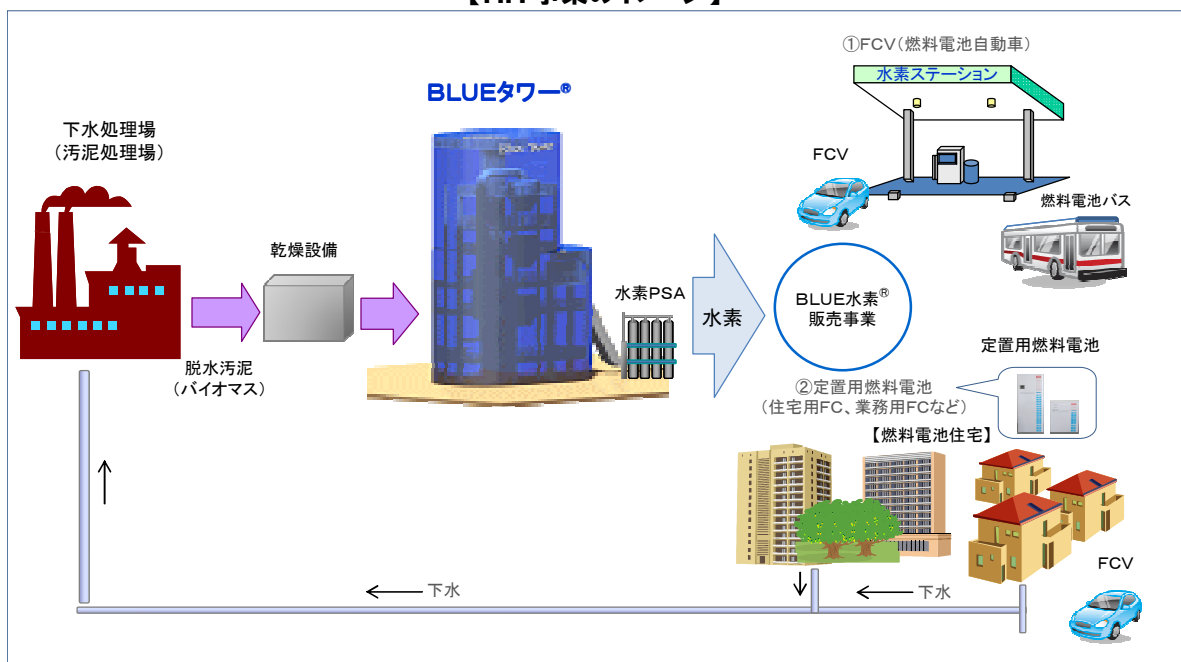 下水処理場
(汚泥処理場)
脱水汚泥
(バイオマス)
乾燥設備
BLUEタワー®
水素PSA
水素
BLUE水素®
販売事業
①FCV(燃料電池自動車)
水素ステーション
FCV
燃料電池バス
定置用燃料電池
②定置用燃料電池
(住宅用FC、業務用FCなど)
【燃料電池住宅】
FCV
下水
下水